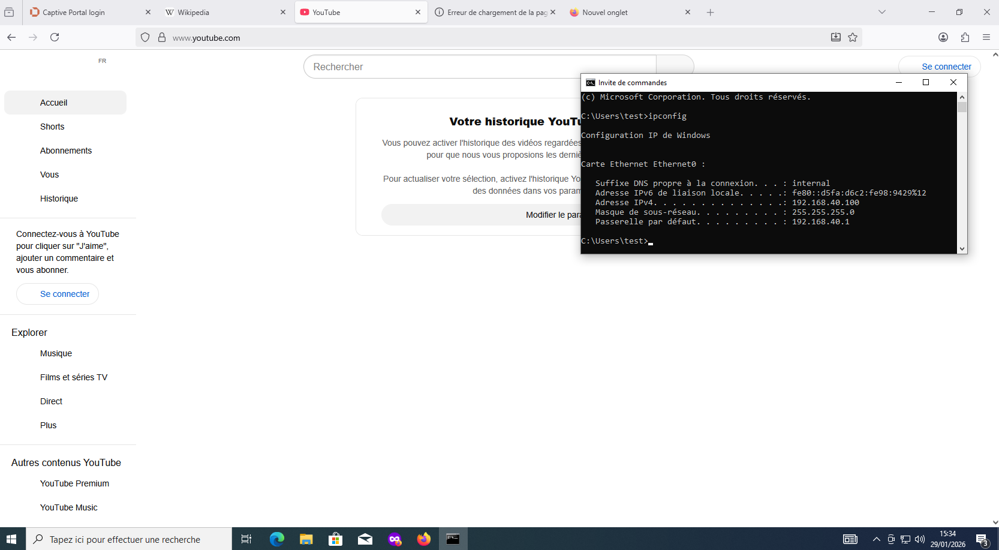 Captive Portal login
Wikipedia
YouTube
Erreur de chargement de la pag
Nouvel onglet
www.youtube.com
FR
Rechercher
Se connecter
Accueil
Shorts
Abonnements
Vous
Historique
Connectez-vous à YouTube
pour cliquer sur "J'aime",
ajouter un commentaire et
vous abonner.
Se connecter
Explorer
Musique
Films et séries TV
Direct
Plus
Autres contenus YouTube
YouTube Premium
YouTube Music
Votre historique YouTu
Vous pouvez activer l'historique des vidéos regardées
pour que nous vous proposions les derniè
Pour actualiser votre sélection, activez l'historique Yo
des données dans vos param
Modifier le para
Invite de commandes
(c) Microsoft Corporation. Tous droits réservés.
C:\Users\test>ipconfig
Configuration IP de Windows
Carte Ethernet Ethernet0 :
Suffixe DNS propre à la connexion. . . : internal
Adresse IPv6 de liaison locale. . . . .: fe80::d5fa:d6c2:fe98:9429%12
Adresse IPv4. . . . . . . . . . . . . .: 192.168.40.100
Masque de sous-réseau. . . . . . . . . : 255.255.255.0
Passerelle par défaut. . . . . . . . . : 192.168.40.1
C:\Users\test>
Tapez ici pour effectuer une recherche
15:34
29/01/2026
3